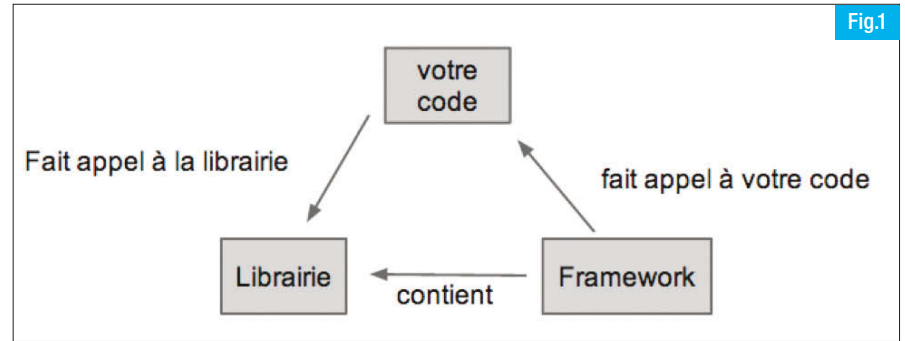 Fig.1
votre
code
Fait appel à la librairie
fait appel à votre code
Librairie
contient
Framework